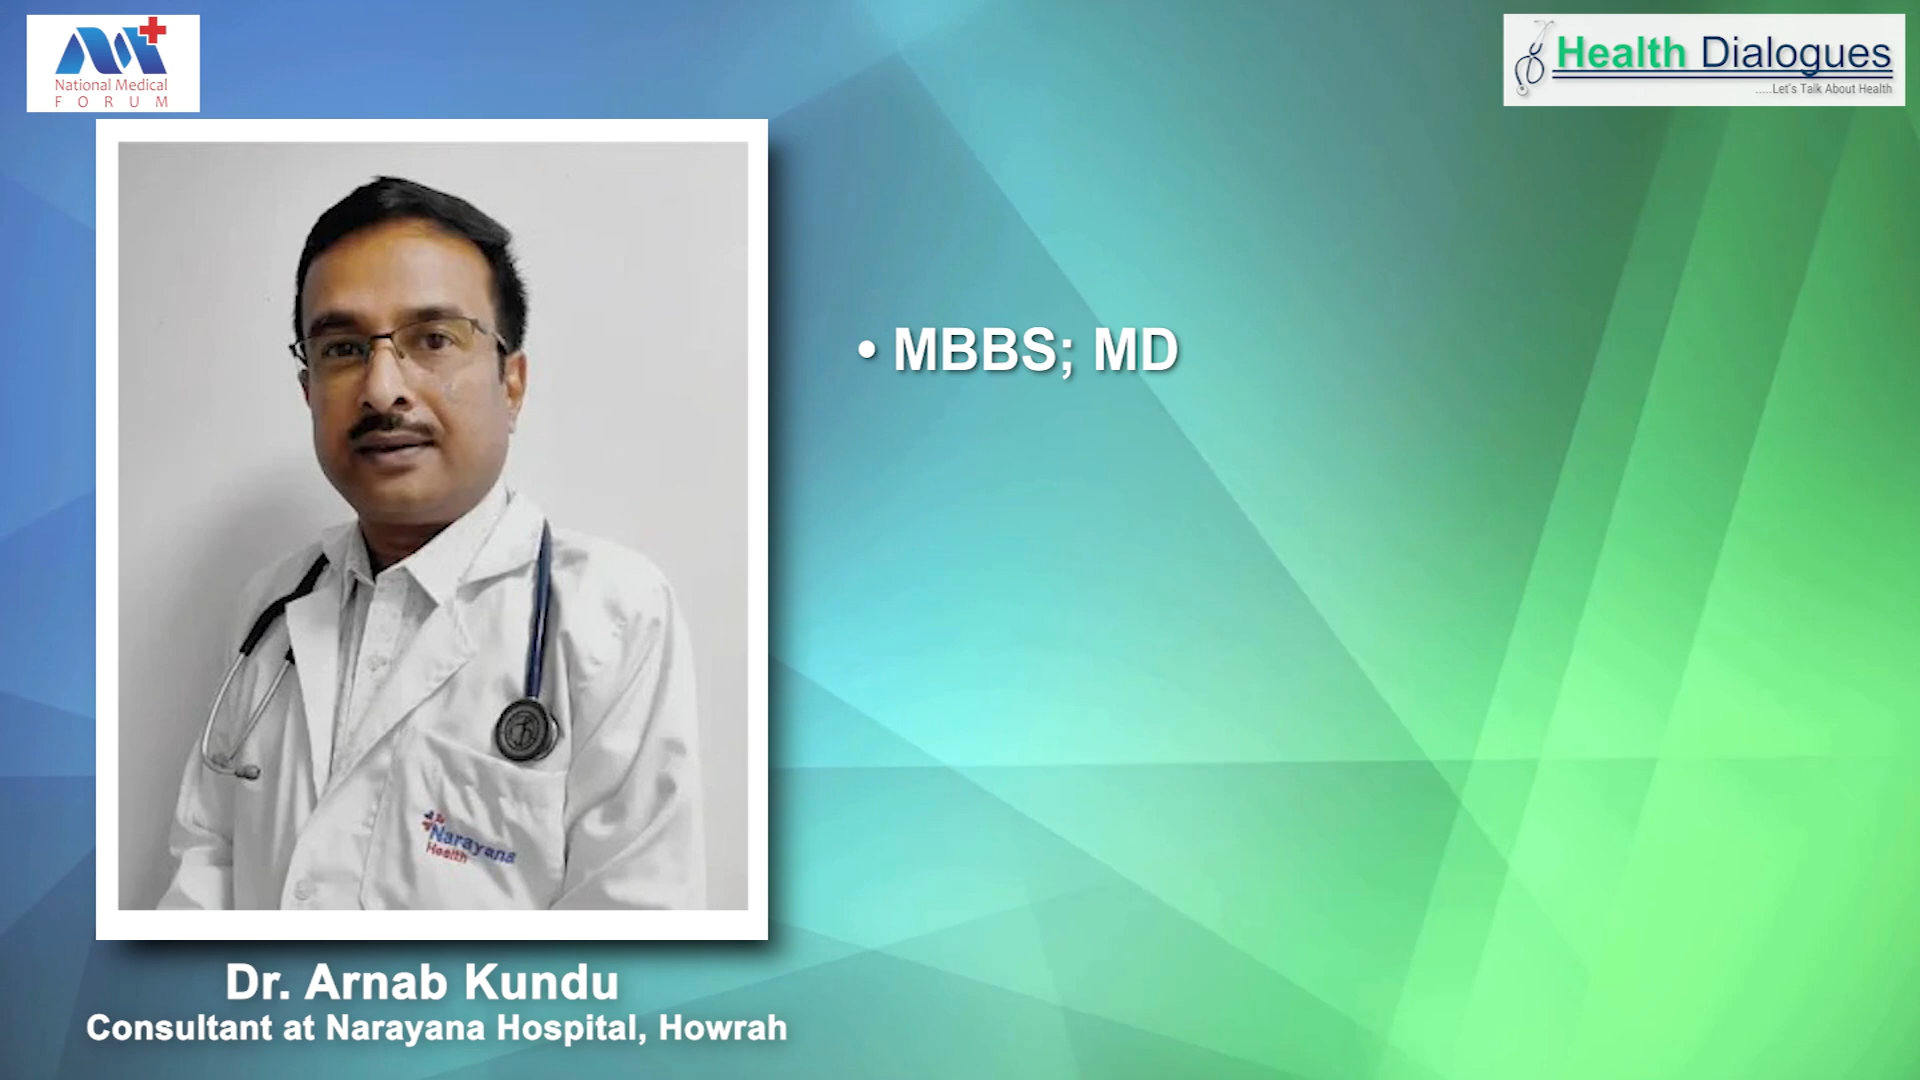 National Medical
FORUM
Health Dialogues
.....Let's Talk About Health
• MBBS; MD
Narayana
Health
Dr. Arnab Kundu
Consultant at Narayana Hospital, Howrah